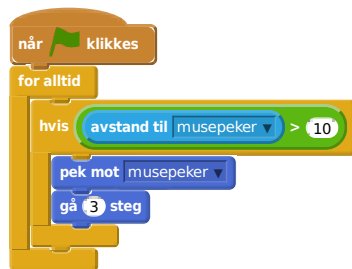 når klikkes
for alltid
hvis avstand til musepeker > 10
pek mot musepeker
gå 3 steg